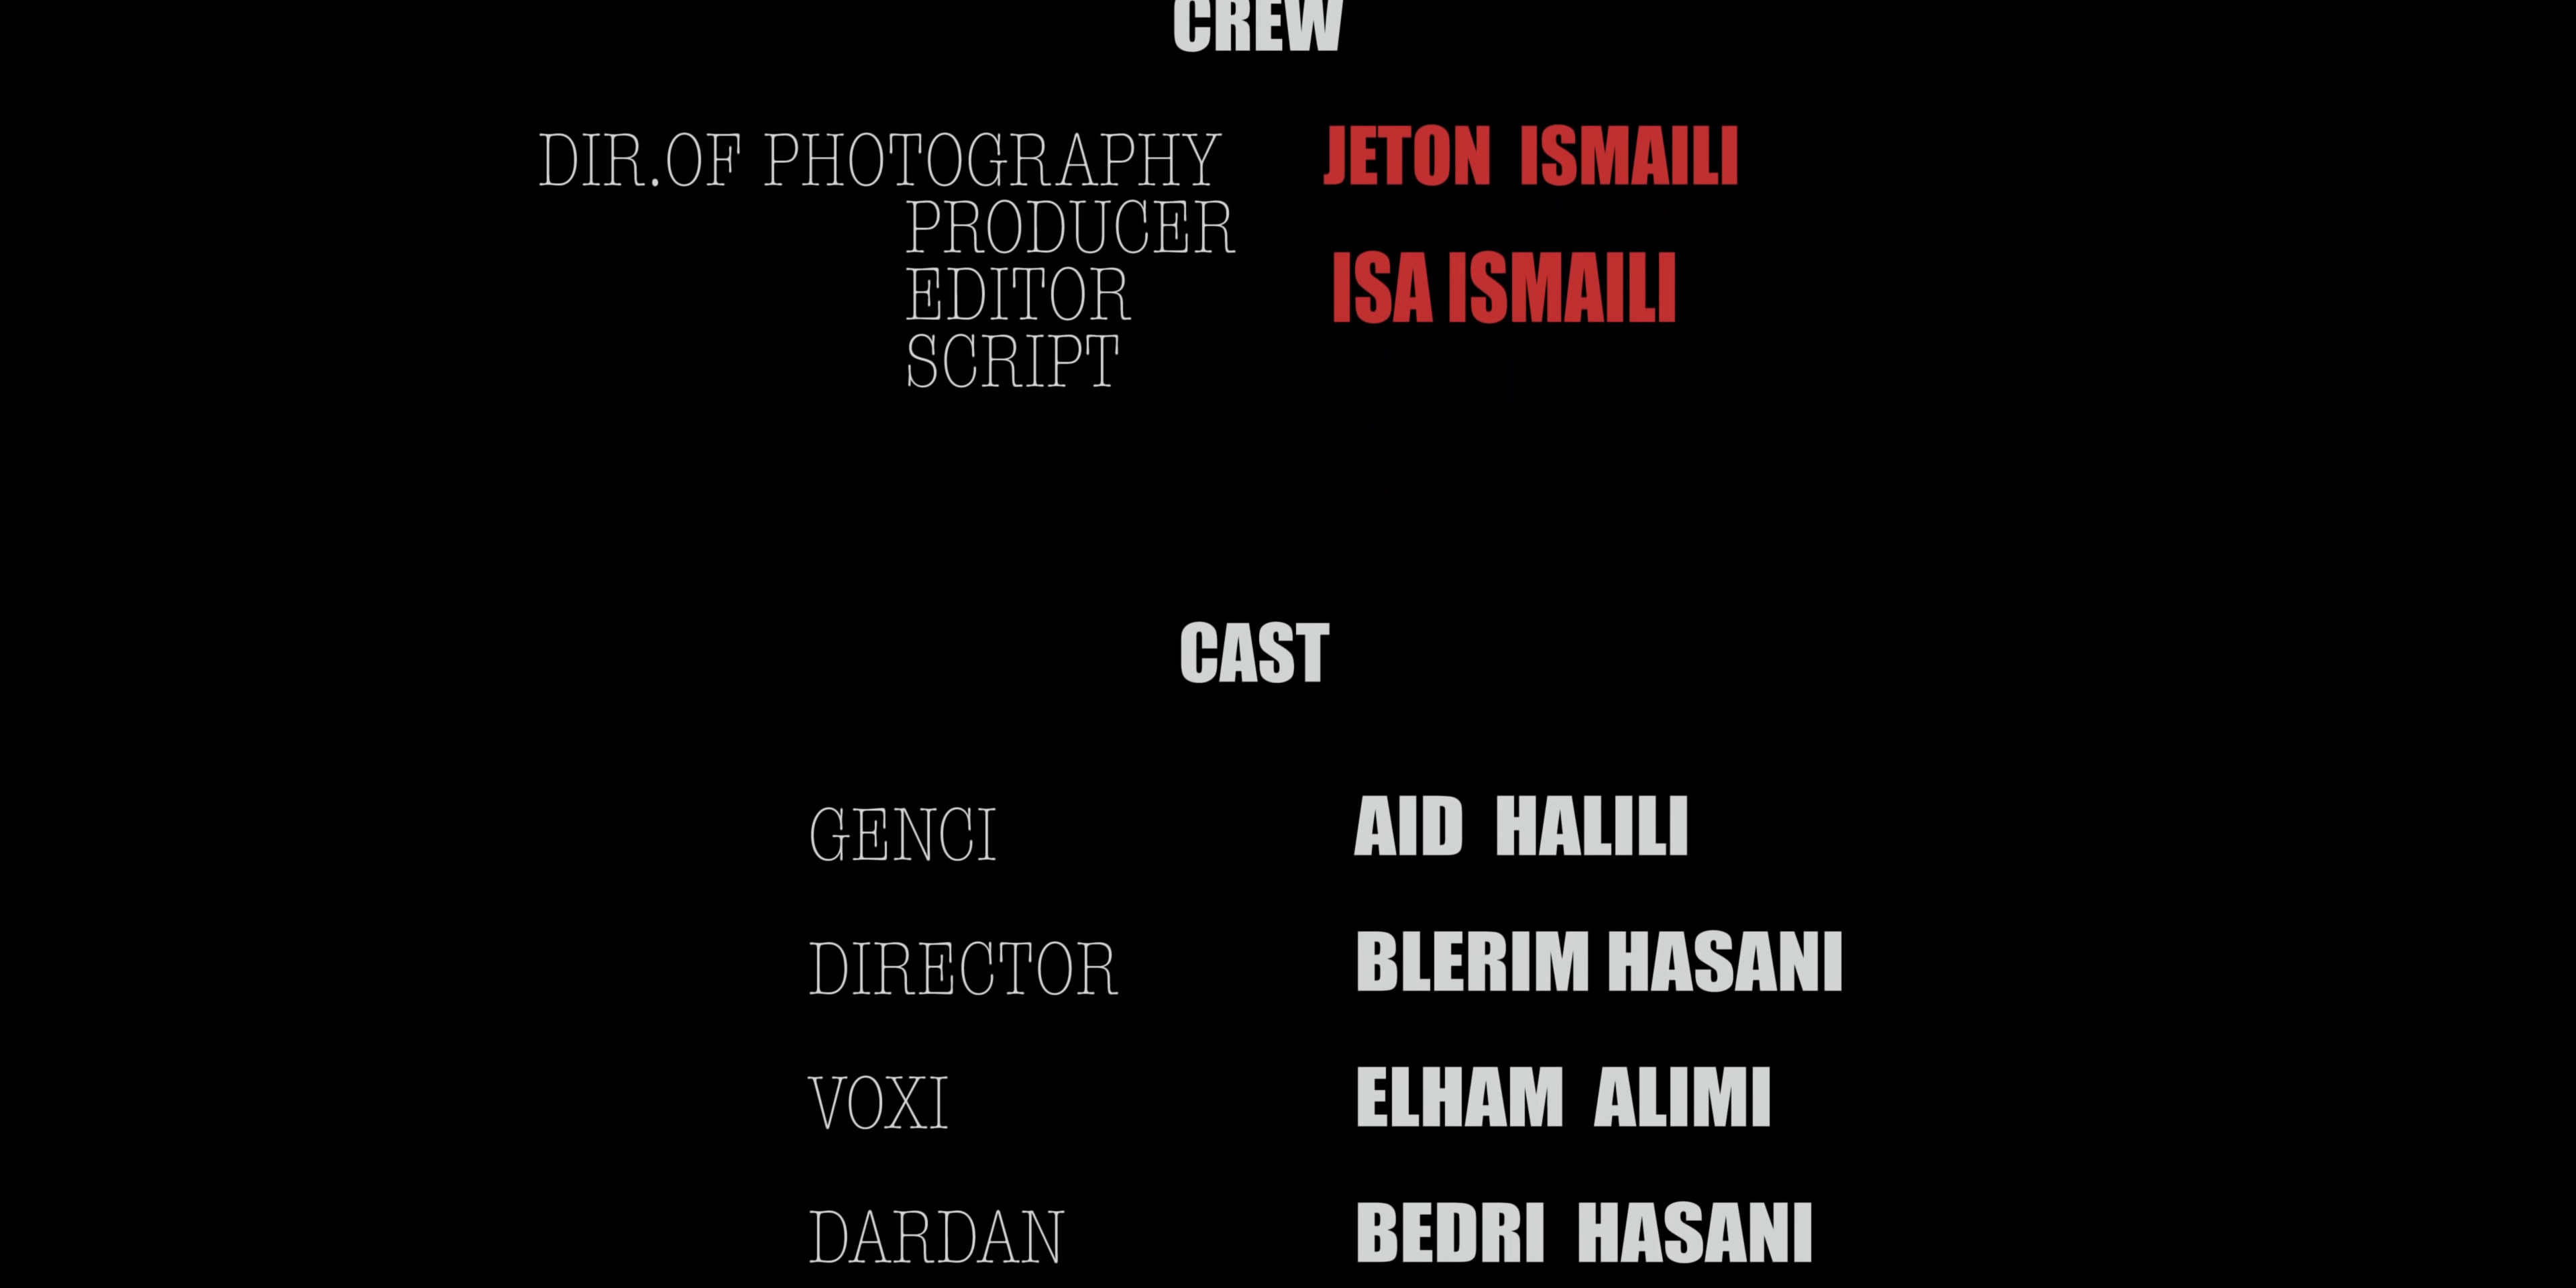 CREW
DIR.OF PHOTOGRAPHY JETON ISMAILI
PRODUCER
EDITOR ISA ISMAILI
SCRIPT
CAST
GENCI AID HALILI
DIRECTOR BLERIM HASANI
VOXI ELHAM ALIMI
DARDAN BEDRI HASANI